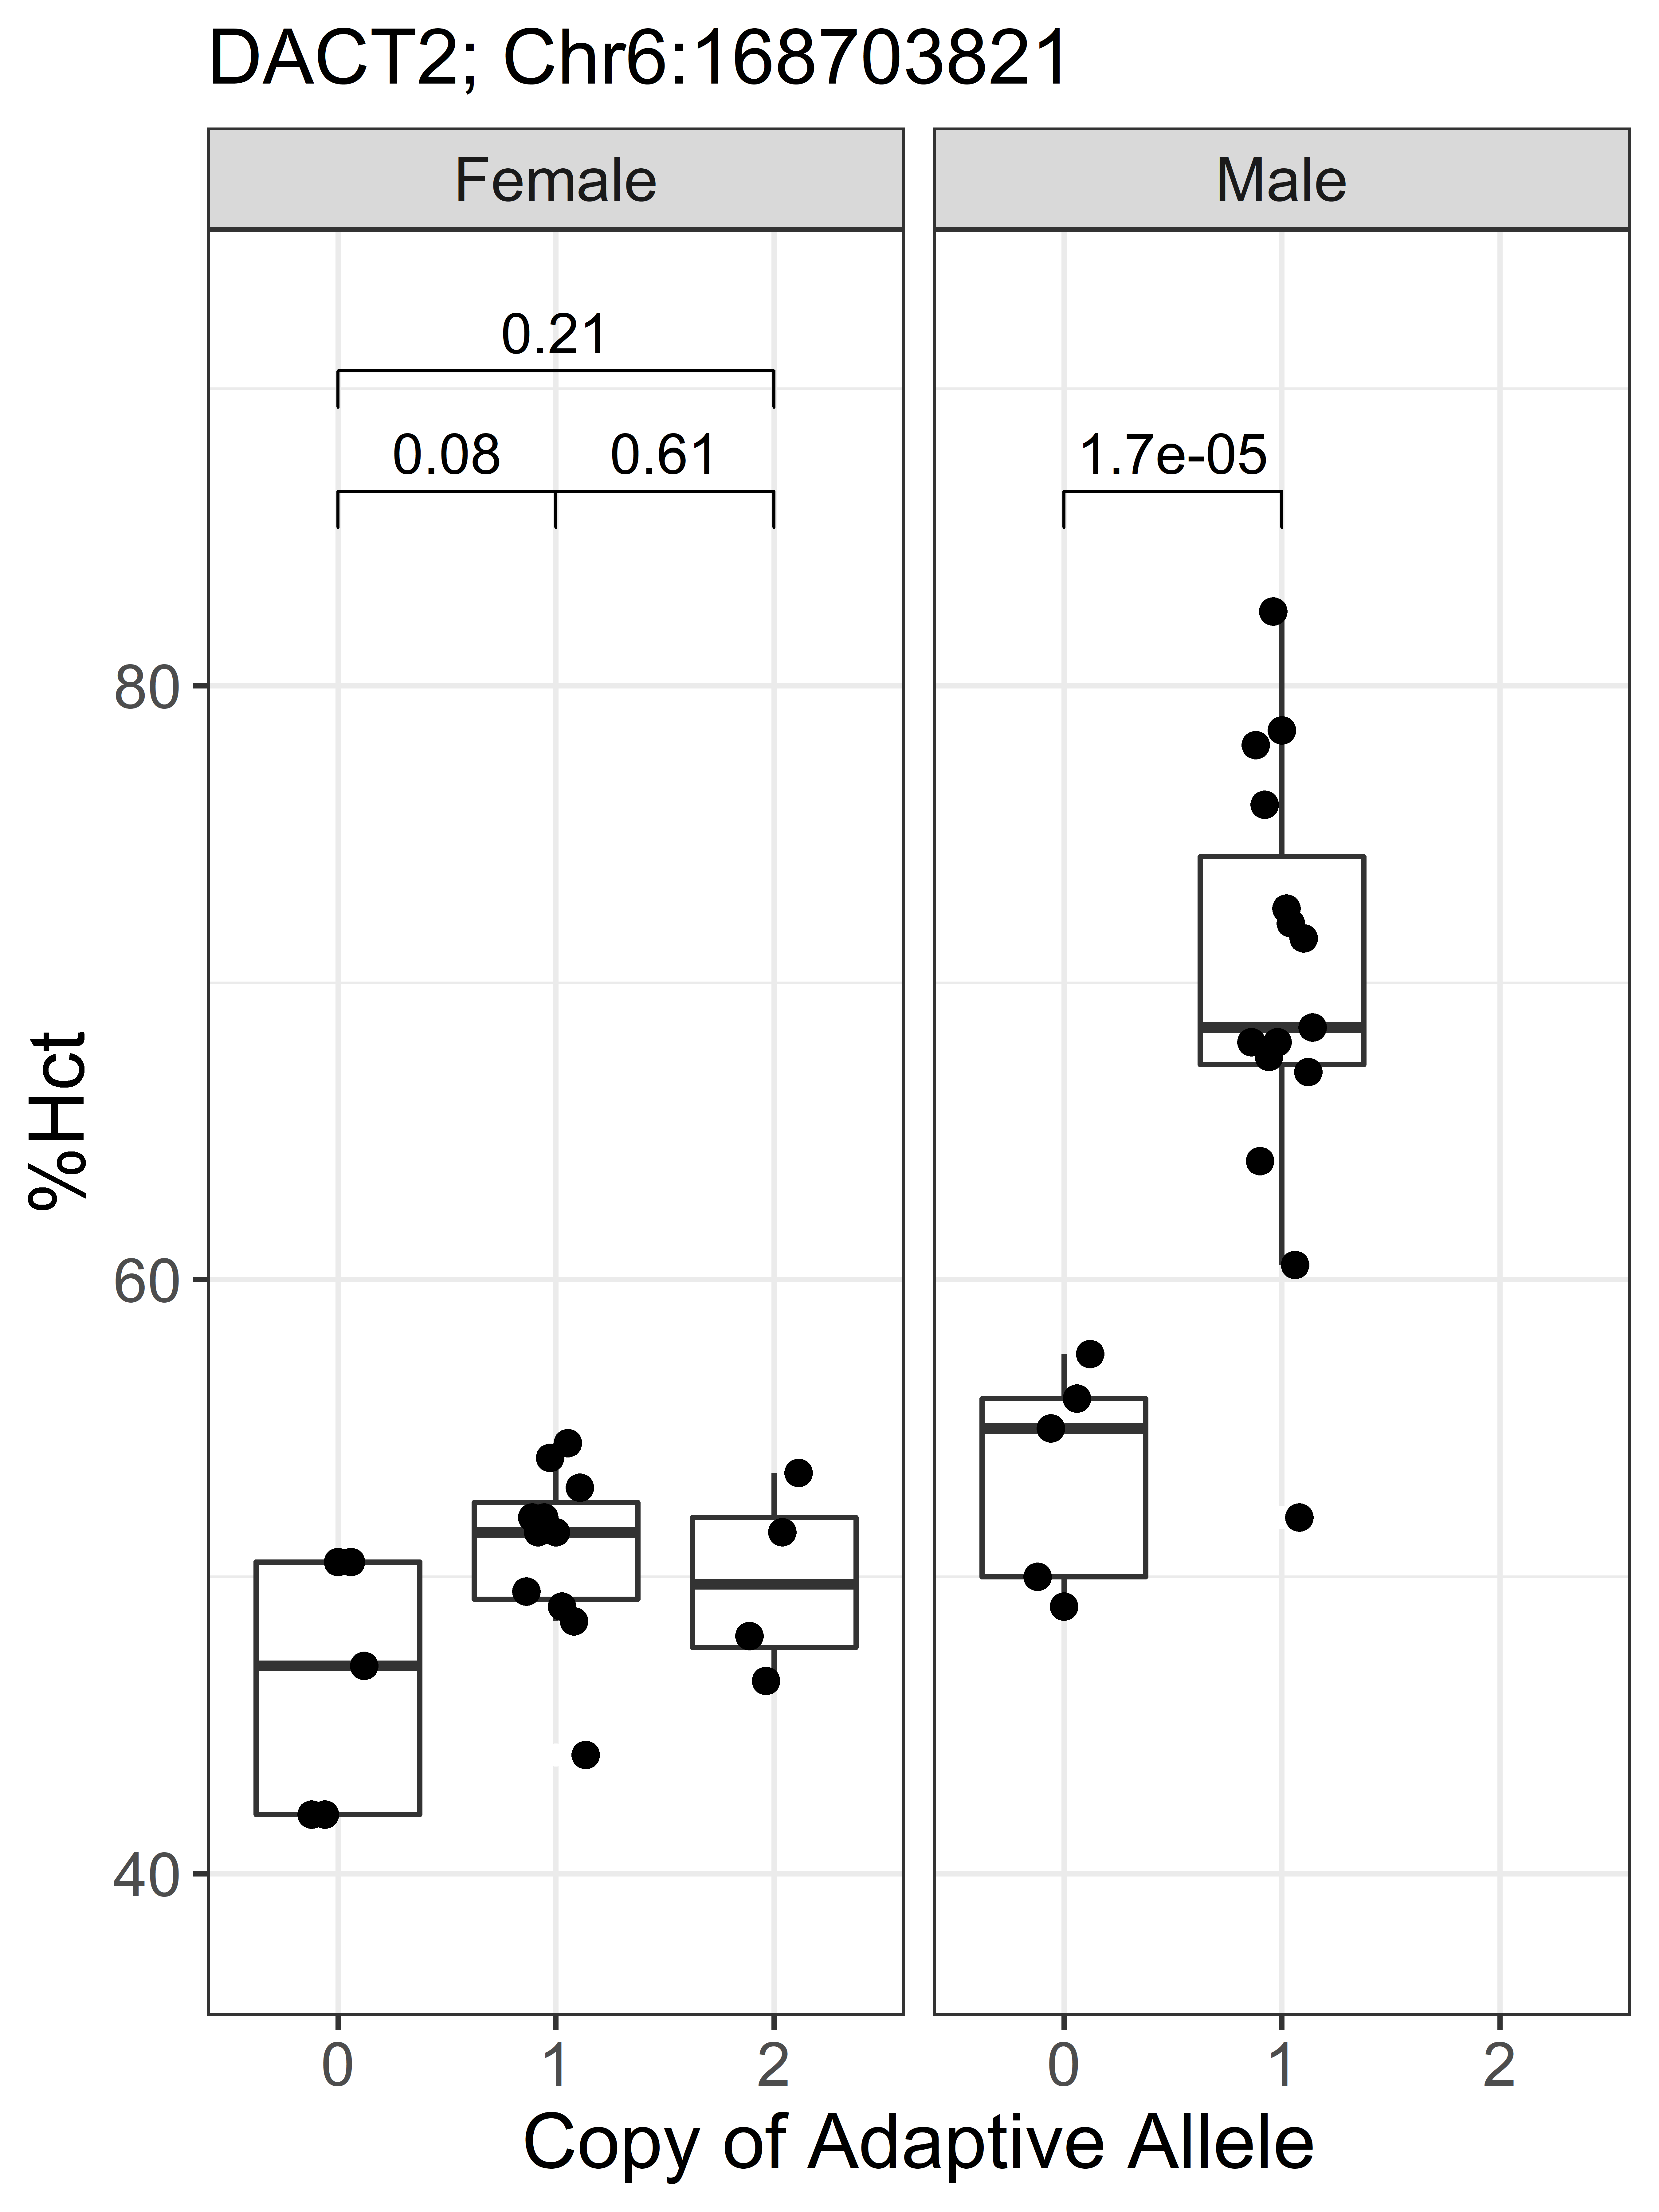 DACT2; Chr6:168703821
Female
Male
0.21
0.08
0.61
1.7e-05
80
60
40
%Hct
0 1 2
0 1 2
Copy of Adaptive Allele